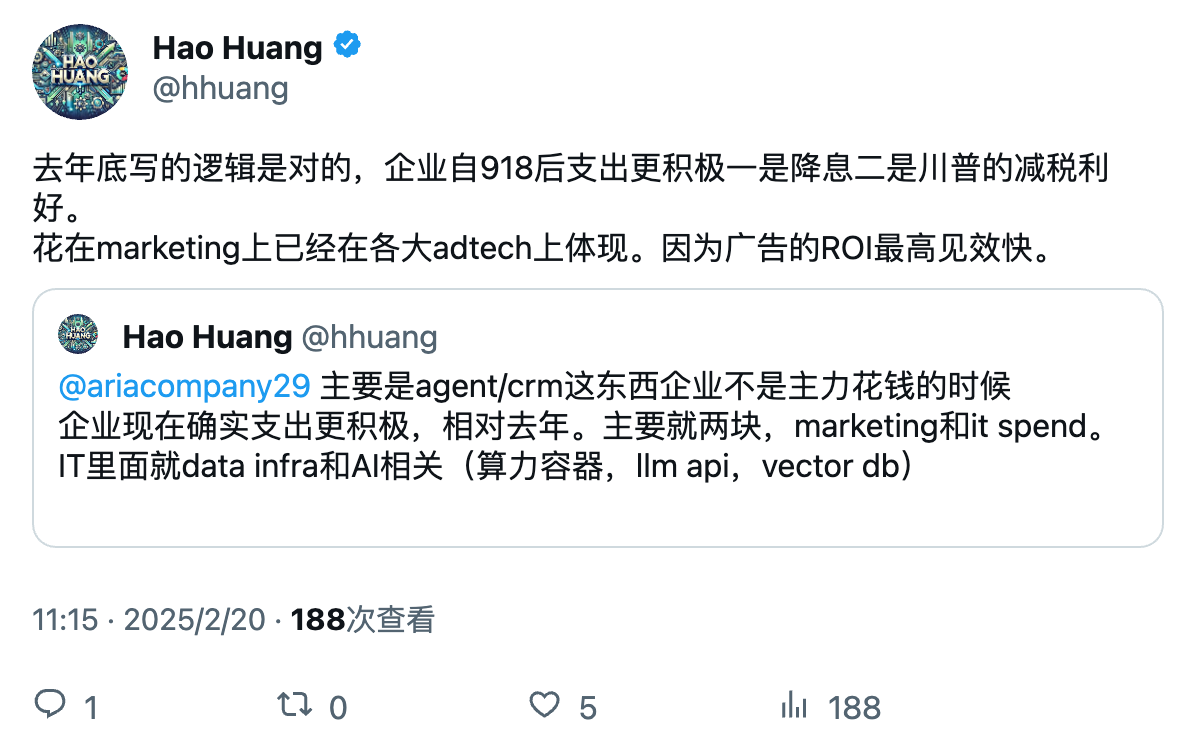 HAO
HUANG
Hao Huang
@hhuang
去年底写的逻辑是对的，企业自918后支出更积极一是降息二是川普的减税利
好。
花在marketing上已经在各大adtech上体现。因为广告的ROI最高见效快。
HAO
HUANG
Hao Huang @hhuang
@ariacompany29 主要是agent/crm这东西企业不是主力花钱的时候
企业现在确实支出更积极，相对去年。主要就两块，marketing和it spend。
IT里面就data infra和AI相关（算力容器，llm api，vector db）
11:15 · 2025/2/20 · 188次查看
1 0 5 188